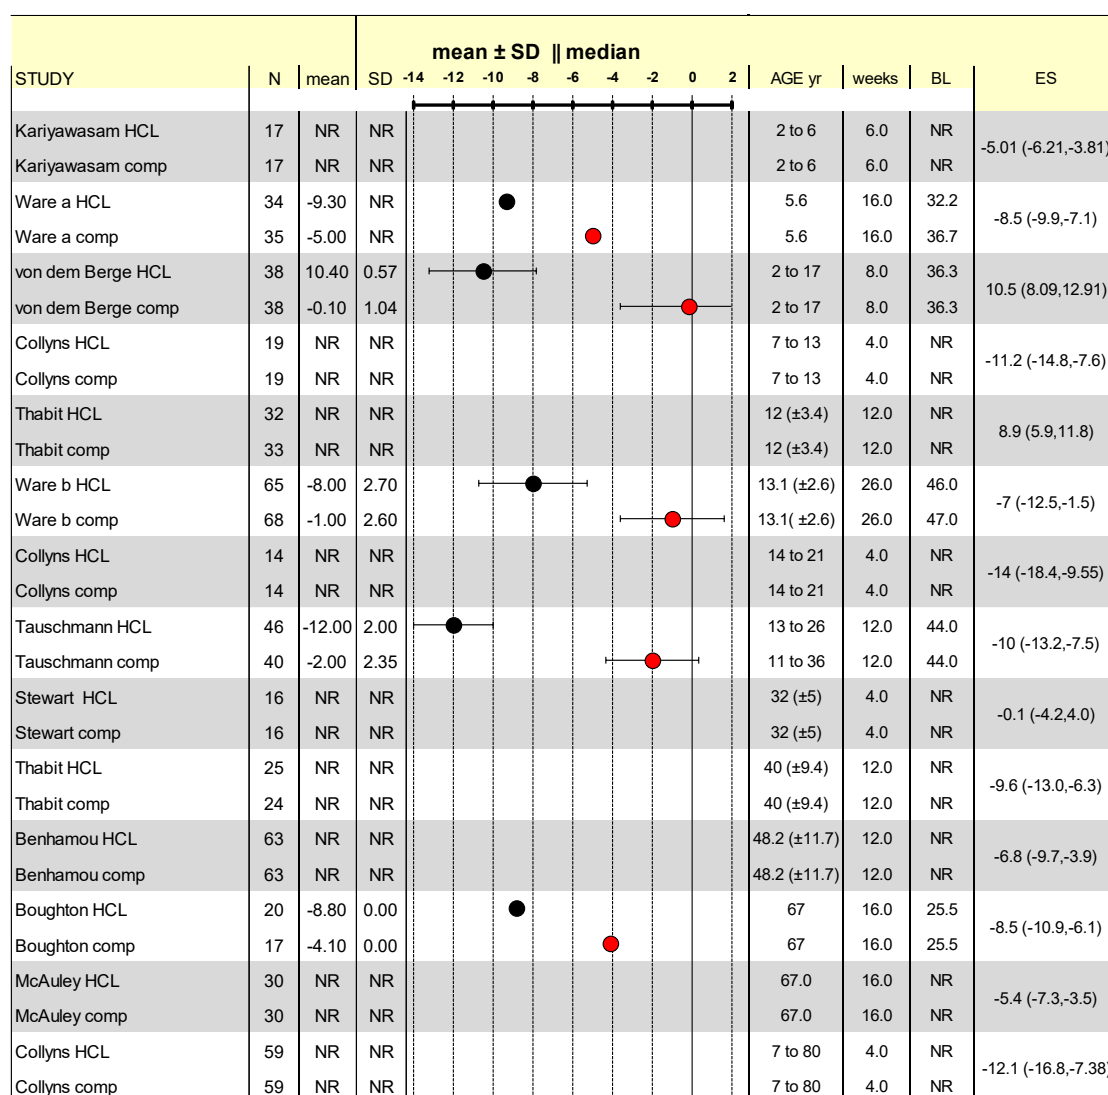 mean ± SD || median
STUDY N mean SD -14 -12 -10 -8 -6 -4 -2 0 2 AGE yr weeks BL ES
Kariyawasam HCL 17 NR NR 2 to 6 6.0 NR
-5.01 (-6.21,-3.81)
Kariyawasam comp 17 NR NR 2 to 6 6.0 NR
Ware a HCL 34 -9.30 NR 5.6 16.0 32.2
-8.5 (-9.9,-7.1)
Ware a comp 35 -5.00 NR 5.6 16.0 36.7
von dem Berge HCL 38 10.40 0.57 2 to 17 8.0 36.3
10.5 (8.09,12.91)
von dem Berge comp 38 -0.10 1.04 2 to 17 8.0 36.3
Collyns HCL 19 NR NR 7 to 13 4.0 NR
-11.2 (-14.8,-7.6)
Collyns comp 19 NR NR 7 to 13 4.0 NR
Thabit HCL 32 NR NR 12 (±3.4) 12.0 NR
8.9 (5.9,11.8)
Thabit comp 33 NR NR 12 (±3.4) 12.0 NR
Ware b HCL 65 -8.00 2.70 13.1 (±2.6) 26.0 46.0
-7 (-12.5,-1.5)
Ware b comp 68 -1.00 2.60 13.1( ±2.6) 26.0 47.0
Collyns HCL 14 NR NR 14 to 21 4.0 NR
-14 (-18.4,-9.55)
Collyns comp 14 NR NR 14 to 21 4.0 NR
Tauschmann HCL 46 -12.00 2.00 13 to 26 12.0 44.0
-10 (-13.2,-7.5)
Tauschmann comp 40 -2.00 2.35 11 to 36 12.0 44.0
Stewart HCL 16 NR NR 32 (±5) 4.0 NR
-0.1 (-4.2,4.0)
Stewart comp 16 NR NR 32 (±5) 4.0 NR
Thabit HCL 25 NR NR 40 (±9.4) 12.0 NR
-9.6 (-13.0,-6.3)
Thabit comp 24 NR NR 40 (±9.4) 12.0 NR
Benhamou HCL 63 NR NR 48.2 (±11.7) 12.0 NR
-6.8 (-9.7,-3.9)
Benhamou comp 63 NR NR 48.2 (±11.7) 12.0 NR
Boughton HCL 20 -8.80 0.00 67 16.0 25.5
-8.5 (-10.9,-6.1)
Boughton comp 17 -4.10 0.00 67 16.0 25.5
McAuley HCL 30 NR NR 67.0 16.0 NR
-5.4 (-7.3,-3.5)
McAuley comp 30 NR NR 67.0 16.0 NR
Collyns HCL 59 NR NR 7 to 80 4.0 NR
-12.1 (-16.8,-7.38)
Collyns comp 59 NR NR 7 to 80 4.0 NR